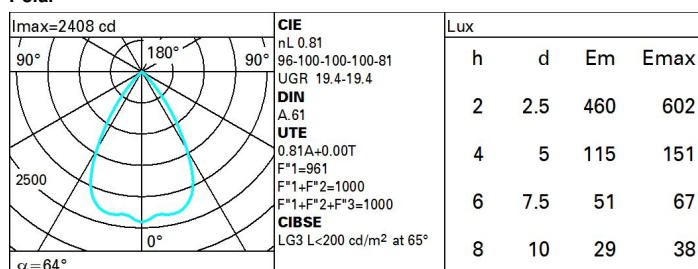 Imax=2408 cd
90°
180°
90°
2500
0°
α=64°
CIE
nL 0.81
96-100-100-100-81
UGR 19.4-19.4
DIN
A.61
UTE
0.81A+0.00T
F"1=961
F"1+F"2=1000
F"1+F"2+F"3=1000
CIBSE
LG3 L<200 cd/m² at 65°
Lux
h d Em Emax
2 2.5 460 602
4 5 115 151
6 7.5 51 67
8 10 29 38